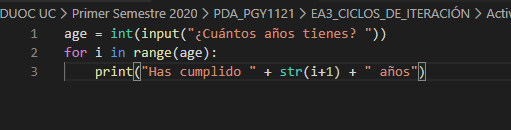 DUOC UC > Primer Semestre 2020 > PDA_PGY1121 > EA3_CICLOS_DE_ITERACIÓN > Activ
1 age = int(input("¿Cuántos años tienes? "))
2 for i in range(age):
3     print("Has cumplido " + str(i+1) + " años")